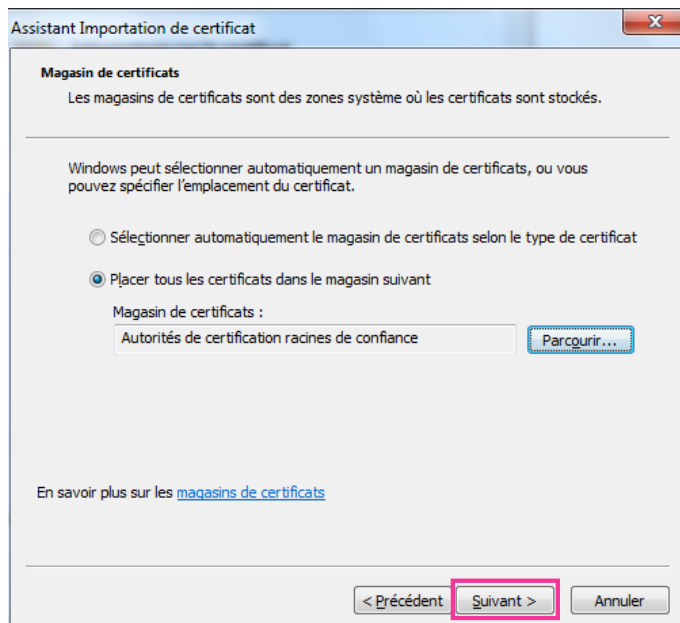 Assistant Importation de certificat
Magasin de certificats
Les magasins de certificats sont des zones système où les certificats sont stockés.
Windows peut sélectionner automatiquement un magasin de certificats, ou vous
pouvez spécifier l'emplacement du certificat.
Sélectionner automatiquement le magasin de certificats selon le type de certificat
Placer tous les certificats dans le magasin suivant
Magasin de certificats :
Autorités de certification racines de confiance
Parcourir...
En savoir plus sur les magasins de certificats
< Précédent
Suivant >
Annuler